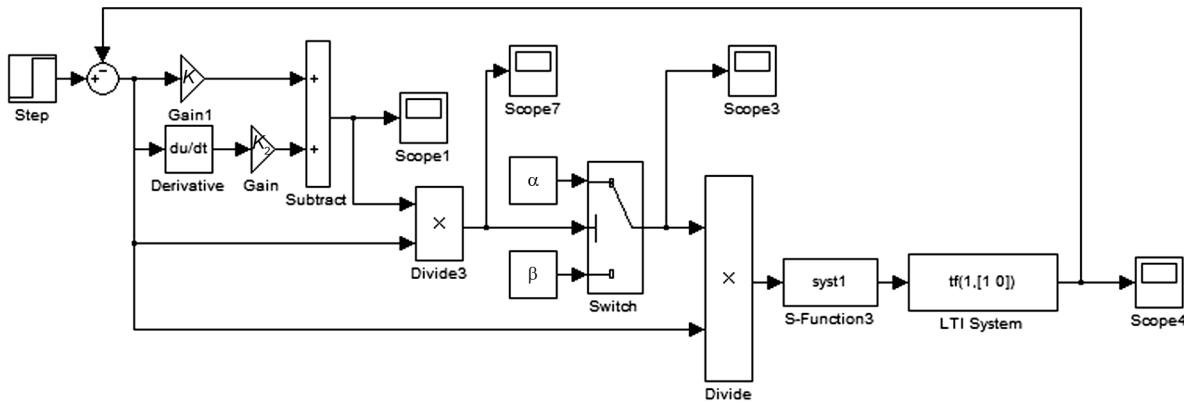 Step
+
−
K
Gain1
du/dt
Derivative
K2
Gain
+
+
Subtract
Scope1
×
Divide3
Scope7
α
β
Switch
Scope3
×
Divide
syst1
S-Function3
tf(1,[1 0])
LTI System
Scope4